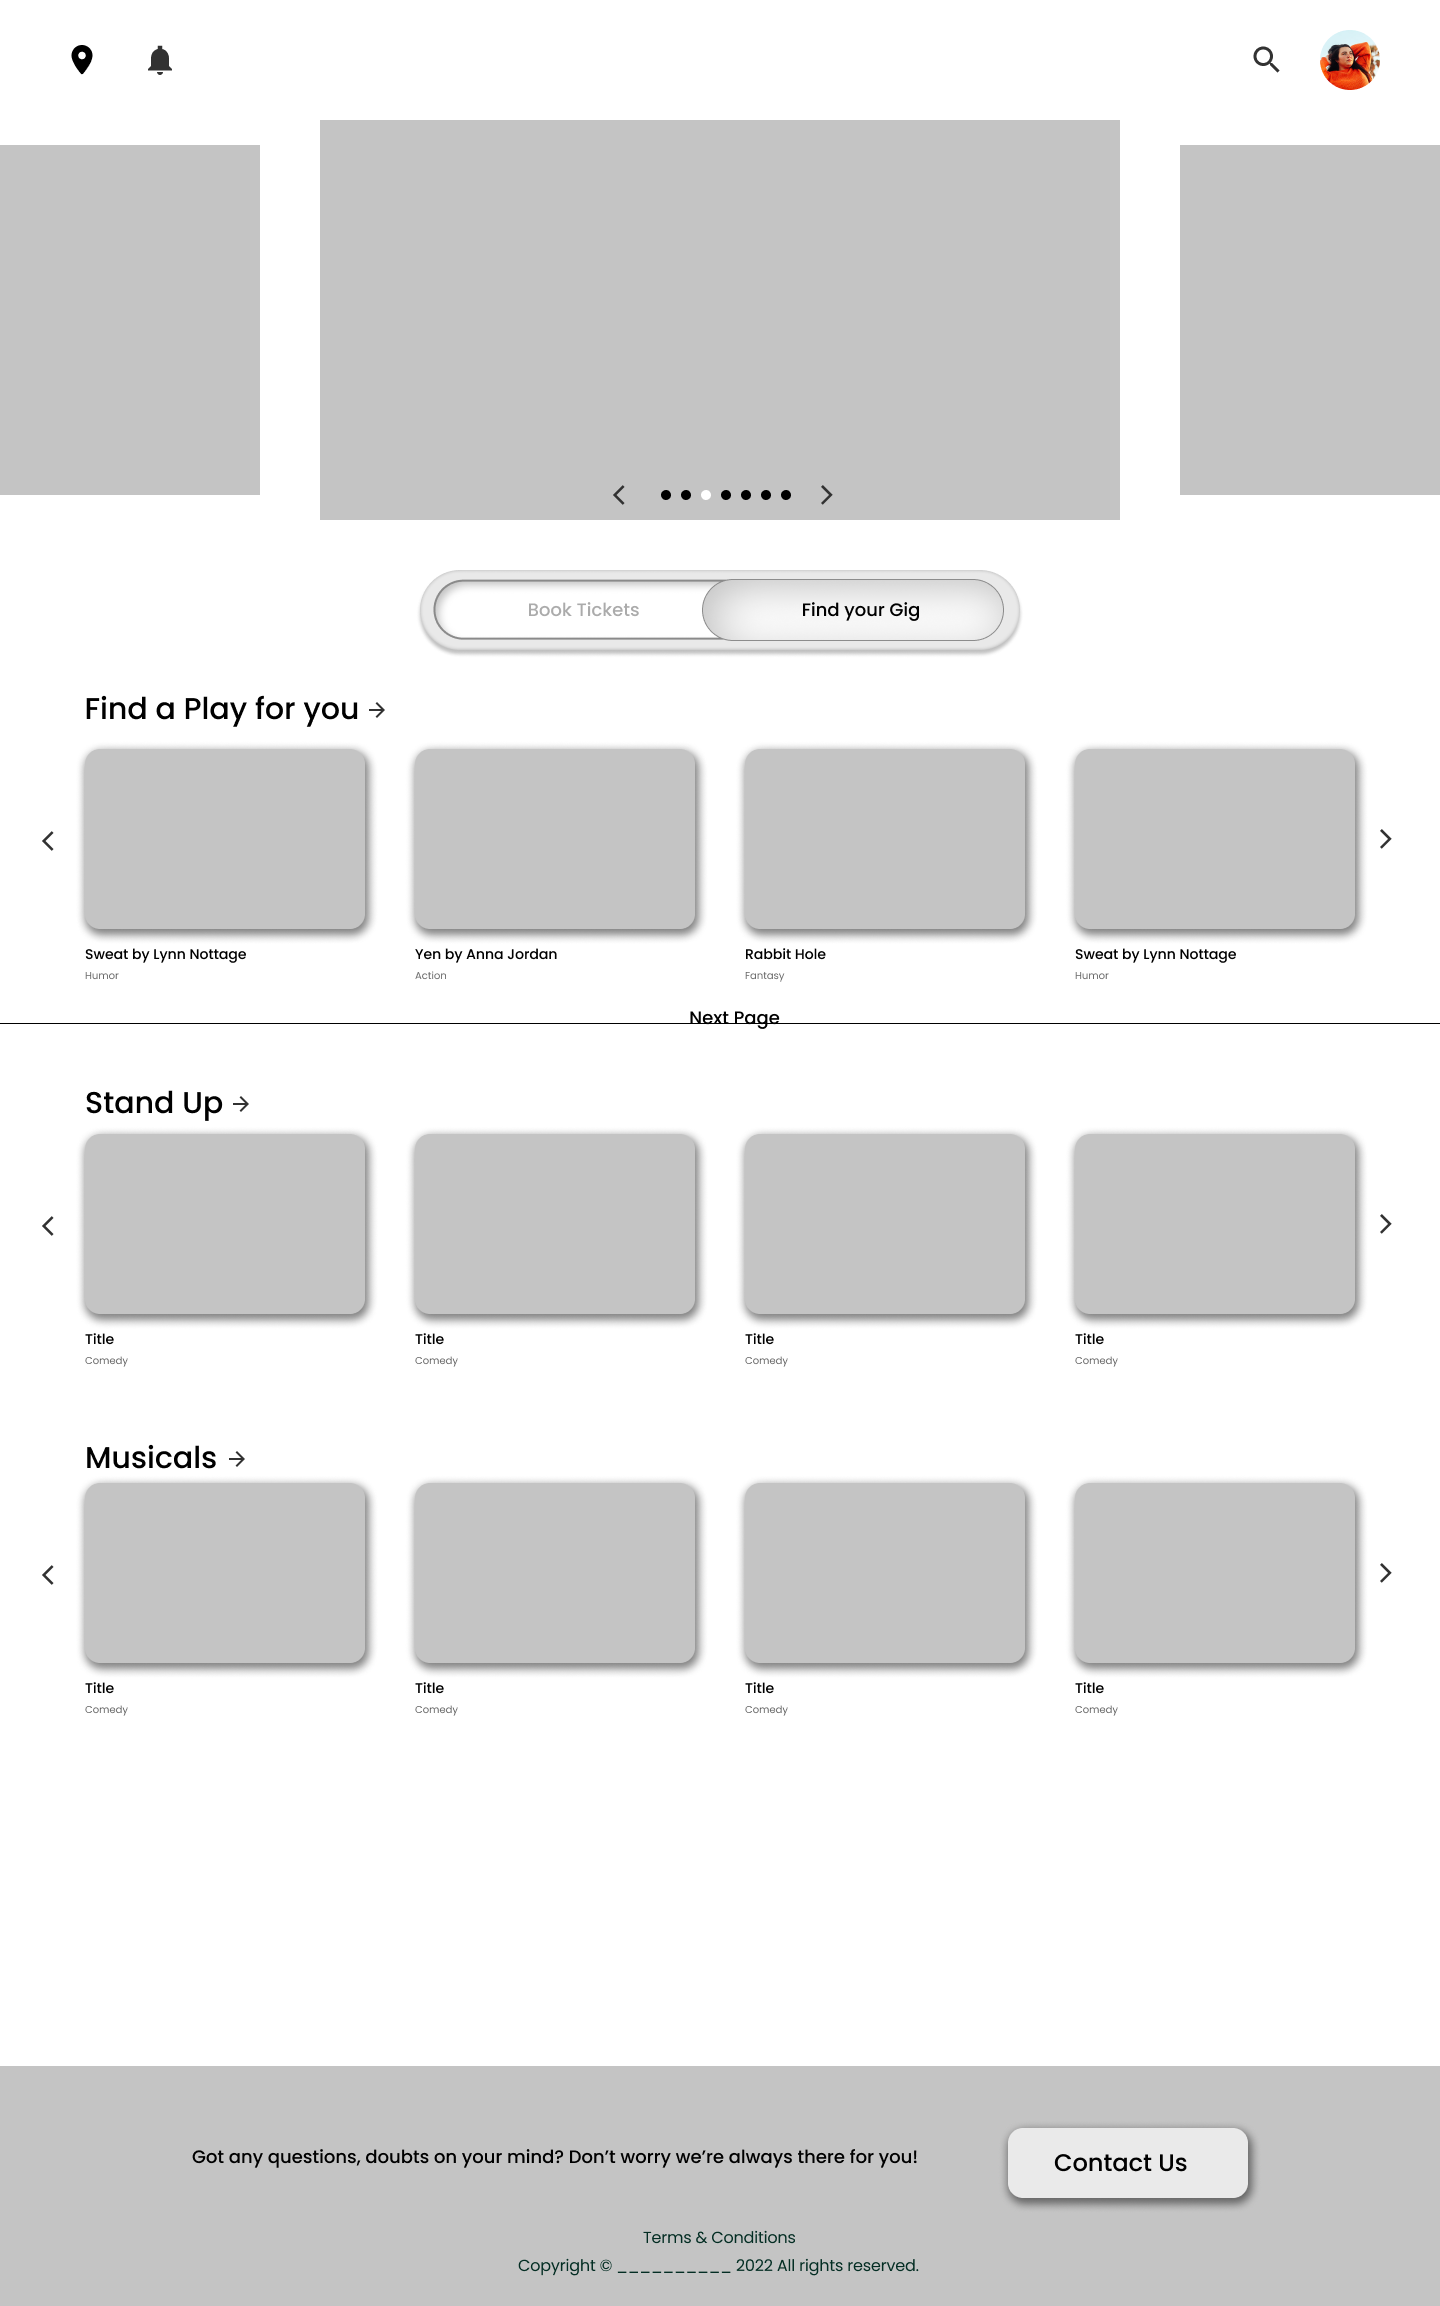 Book Tickets Find your Gig
Find a Play for you
Sweat by Lynn Nottage Yen by Anna Jordan Rabbit Hole Sweat by Lynn Nottage
Humor Action Fantasy Humor
Next Page
Stand Up
Title Title Title Title
Comedy Comedy Comedy Comedy
Musicals
Title Title Title Title
Comedy Comedy Comedy Comedy
Got any questions, doubts on your mind? Don’t worry we’re always there for you!
Contact Us
Terms & Conditions
Copyright © __________ 2022 All rights reserved.